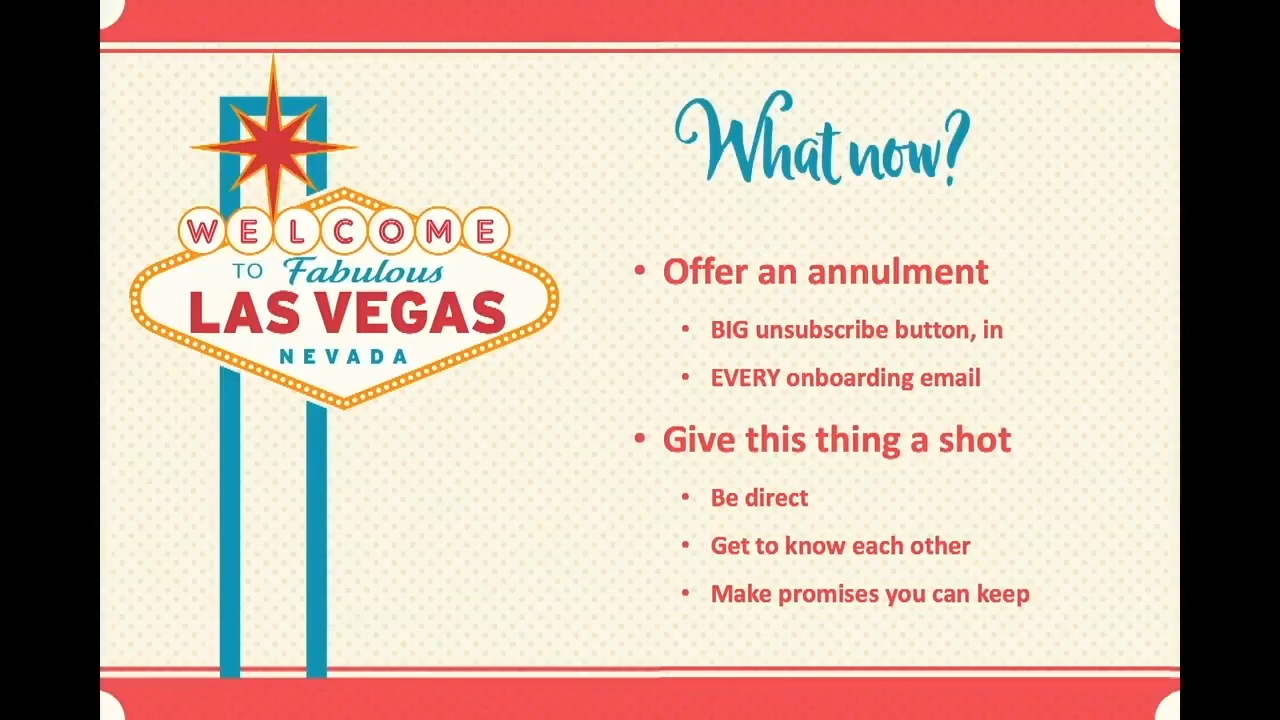 WELCOME
TO Fabulous
LAS VEGAS
NEVADA
What now?
• Offer an annulment
• BIG unsubscribe button, in
• EVERY onboarding email
• Give this thing a shot
• Be direct
• Get to know each other
• Make promises you can keep